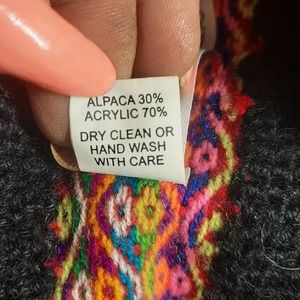 ALPACA 30%
ACRYLIC 70%
DRY CLEAN OR
HAND WASH
WITH CARE